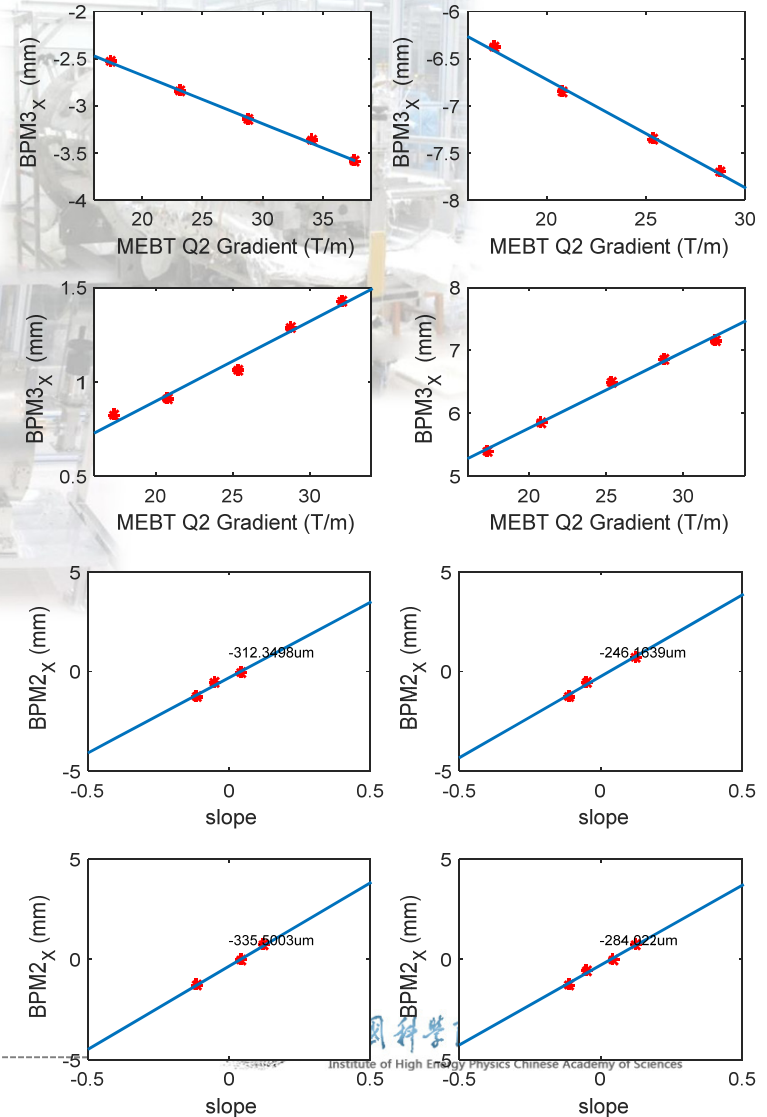 -2
-2.5
-3
-3.5
-4
BPM3X (mm)
20 25 30 35
MEBT Q2 Gradient (T/m)
-6
-6.5
-7
-7.5
-8
BPM3X (mm)
20 25 30
MEBT Q2 Gradient (T/m)
1.5
1
0.5
BPM3X (mm)
20 25 30
MEBT Q2 Gradient (T/m)
8
7
6
5
BPM3X (mm)
20 25 30
MEBT Q2 Gradient (T/m)
5
0
-5
BPM2X (mm)
-312.3498um
-0.5 0 0.5
slope
5
0
-5
BPM2X (mm)
-0.5 0 0.5
slope
5
0
-5
BPM2X (mm)
-0.5 0 0.5
slope
5
0
-5
BPM2X (mm)
-0.5 0 0.5
slope
科學
Institute of High Energy Physics Chinese Academy of Sciences